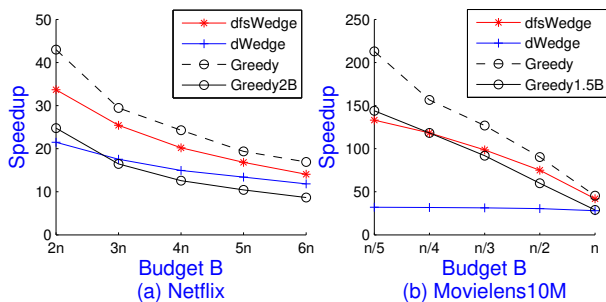 50
40
30
20
10
0
Speedup
2n 3n 4n 5n 6n
Budget B
(a) Netflix
dfsWedge
dWedge
Greedy
Greedy2B
250
200
150
100
50
0
Speedup
n/5 n/4 n/3 n/2 n
Budget B
(b) Movielens10M
dfsWedge
dWedge
Greedy
Greedy1.5B